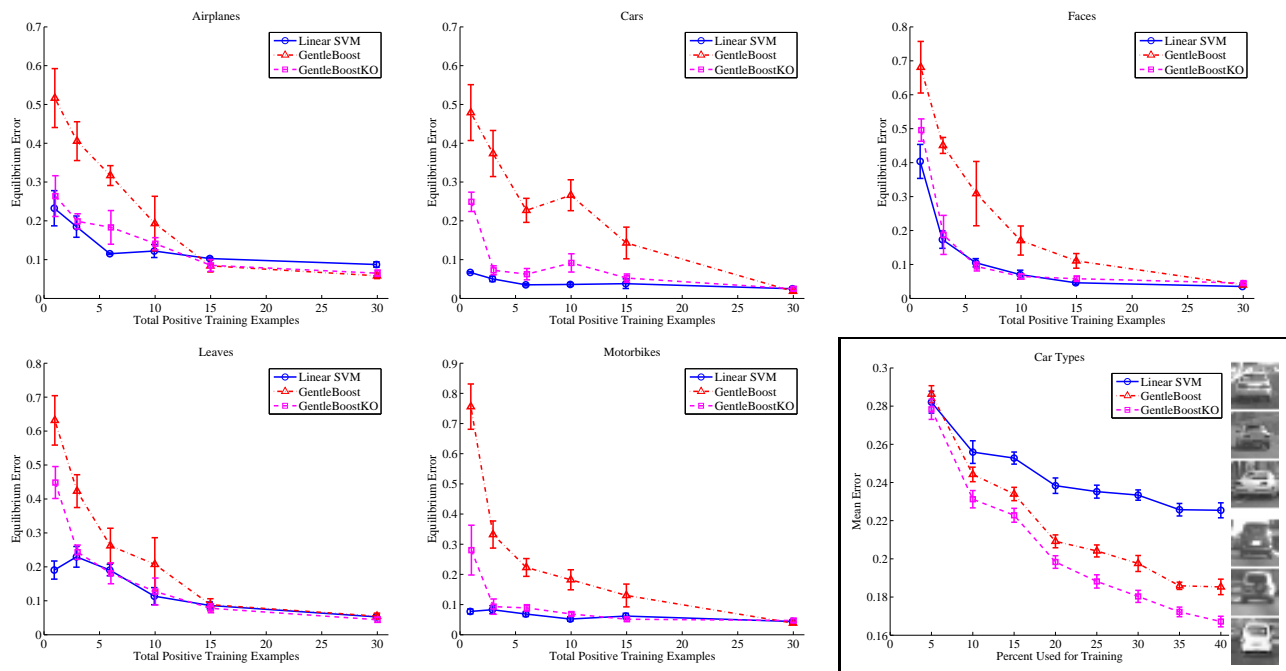 Airplanes
0.7
0.6
0.5
0.4
0.3
0.2
0.1
0
Equilibrium Error
Linear SVM
GentleBoost
GentleBoostKO
0 5 10 15 20 25 30
Total Positive Training Examples
Cars
0.7
0.6
0.5
0.4
0.3
0.2
0.1
0
Equilibrium Error
Linear SVM
GentleBoost
GentleBoostKO
0 5 10 15 20 25 30
Total Positive Training Examples
Faces
0.8
0.7
0.6
0.5
0.4
0.3
0.2
0.1
0
Equilibrium Error
Linear SVM
GentleBoost
GentleBoostKO
0 5 10 15 20 25 30
Total Positive Training Examples
Leaves
0.8
0.7
0.6
0.5
0.4
0.3
0.2
0.1
0
Equilibrium Error
Linear SVM
GentleBoost
GentleBoostKO
0 5 10 15 20 25 30
Total Positive Training Examples
Motorbikes
0.9
0.8
0.7
0.6
0.5
0.4
0.3
0.2
0.1
0
Equilibrium Error
Linear SVM
GentleBoost
GentleBoostKO
0 5 10 15 20 25 30
Total Positive Training Examples
Car Types
0.3
0.28
0.26
0.24
0.22
0.2
0.18
0.16
Mean Error
Linear SVM
GentleBoost
GentleBoostKO
0 5 10 15 20 25 30 35 40
Percent Used for Training